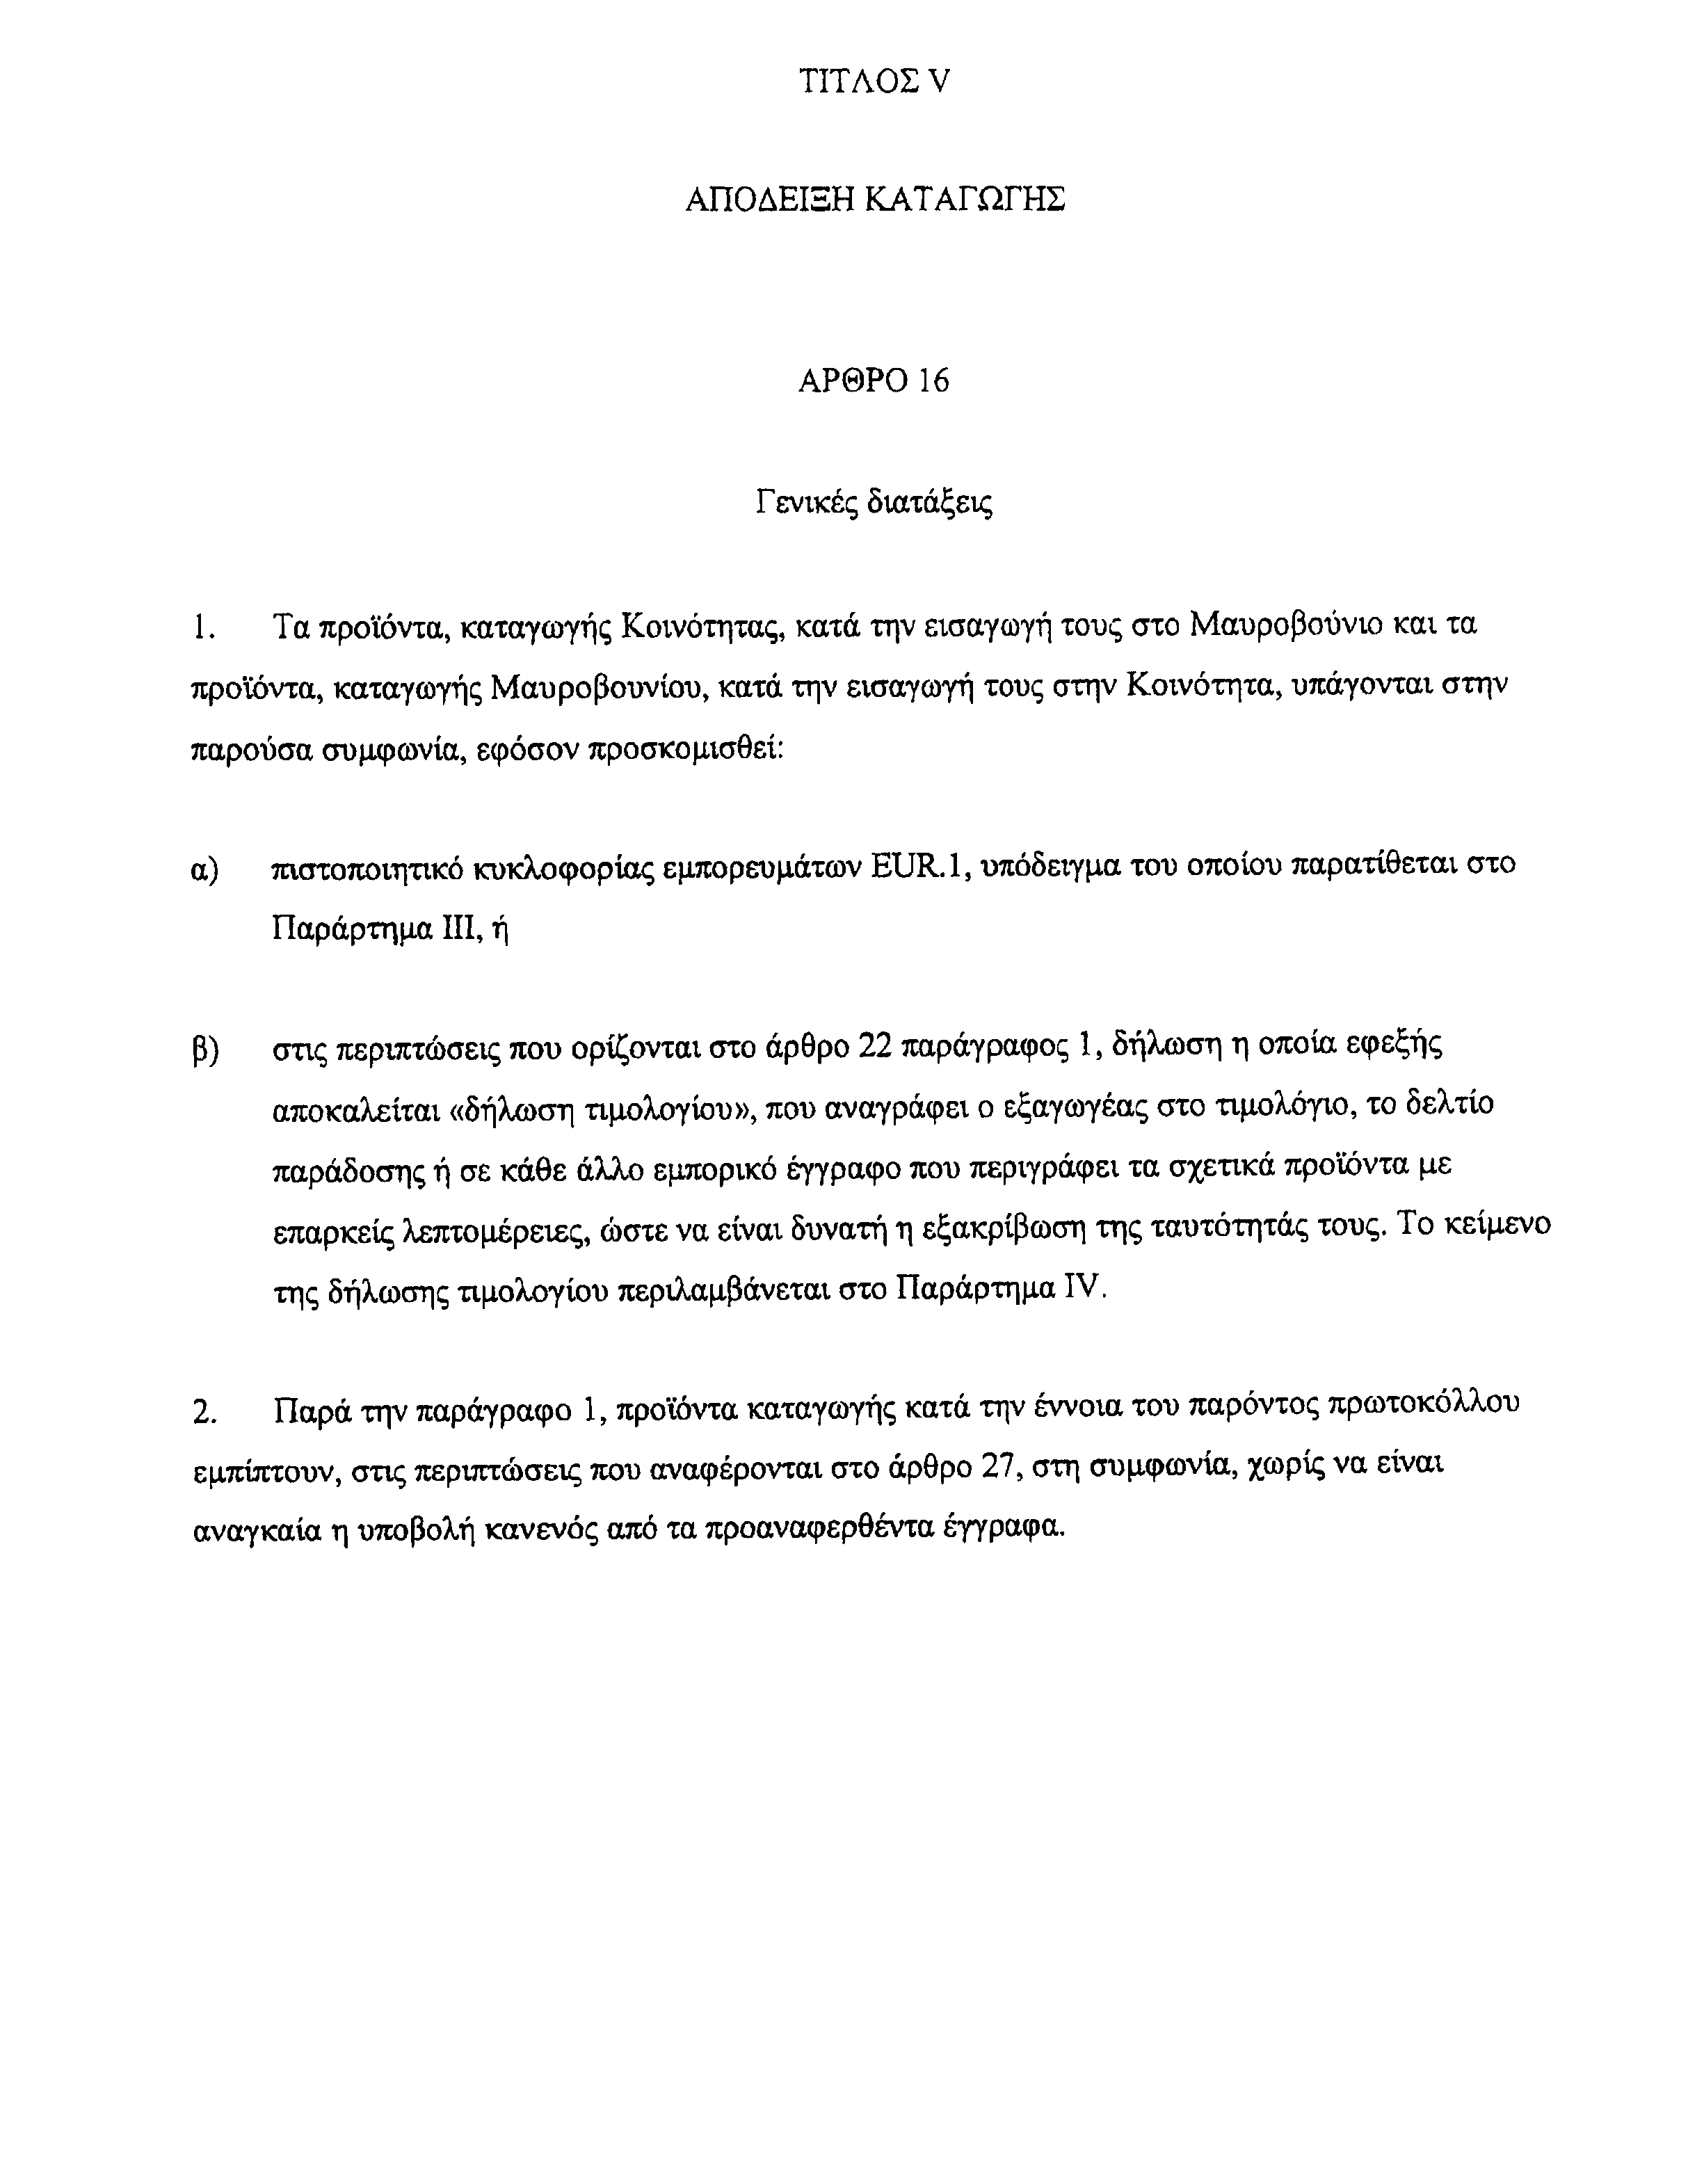 ΤΙΤΛΟΣ V
ΑΠΟΔΕΙΞΗ ΚΑΤΑΓΩΓΗΣ
ΑΡΘΡΟ 16
Γενικές διατάξεις
1. Τα προϊόντα, καταγωγής Κοινότητας, κατά την εισαγωγή τους στο Μαυροβούνιο και τα
προϊόντα, καταγωγής Μαυροβουνίου, κατά την εισαγωγή τους στην Κοινότητα, υπάγονται στην
παρούσα συμφωνία, εφόσον προσκομισθεί:
α) πιστοποιητικό κυκλοφορίας εμπορευμάτων EUR.1, υπόδειγμα του οποίου παρατίθεται στο
Παράρτημα III, ή
β) στις περιπτώσεις που ορίζονται στο άρθρο 22 παράγραφος 1, δήλωση η οποία εφεξής
αποκαλείται «δήλωση τιμολογίου», που αναγράφει ο εξαγωγέας στο τιμολόγιο, το δελτίο
παράδοσης ή σε κάθε άλλο εμπορικό έγγραφο που περιγράφει τα σχετικά προϊόντα με
επαρκείς λεπτομέρειες, ώστε να είναι δυνατή η εξακρίβωση της ταυτότητάς τους. Το κείμενο
της δήλωσης τιμολογίου περιλαμβάνεται στο Παράρτημα IV.
2. Παρά την παράγραφο 1, προϊόντα καταγωγής κατά την έννοια του παρόντος πρωτοκόλλου
εμπίπτουν, στις περιπτώσεις που αναφέρονται στο άρθρο 27, στη συμφωνία, χωρίς να είναι
αναγκαία η υποβολή κανενός από τα προαναφερθέντα έγγραφα.